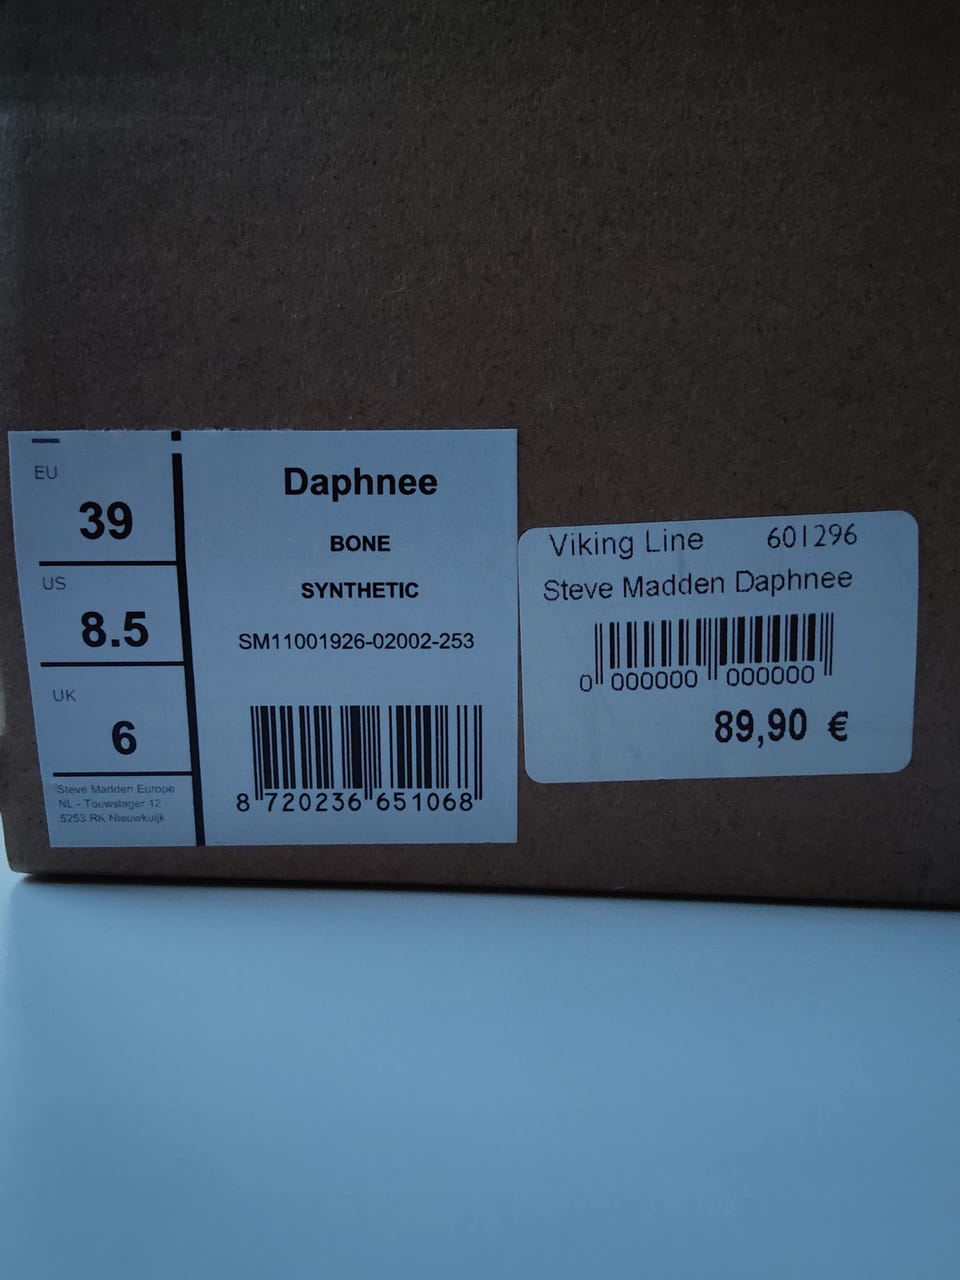 EU
39
US
8.5
UK
6
Steve Madden Europe
NL - Touwslager 12
5253 RK Nieuwkuijk
Daphnee
BONE
SYNTHETIC
SM11001926-02002-253
8 720236 651068
Viking Line 601296
Steve Madden Daphnee
0 000000 000000
89,90 €